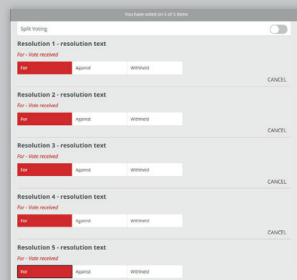 You have voted on 5 of 5 items
Split Voting
Resolution 1 - resolution text
For - Vote received
For Against Withheld
CANCEL
Resolution 2 - resolution text
For - Vote received
For Against Withheld
CANCEL
Resolution 3 - resolution text
For - Vote received
For Against Withheld
CANCEL
Resolution 4 - resolution text
For - Vote received
For Against Withheld
CANCEL
Resolution 5 - resolution text
For - Vote received
For Against Withheld